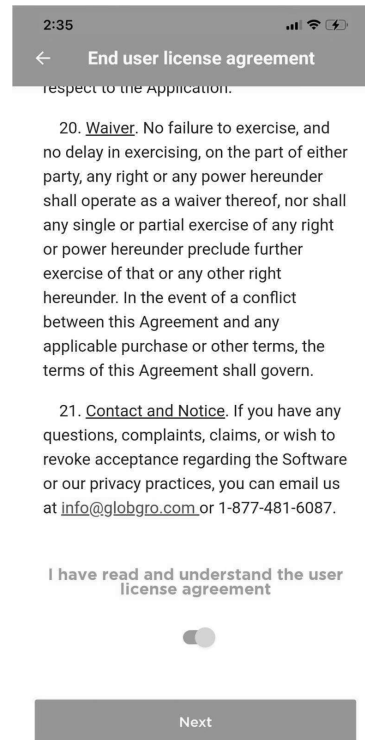 2:35
End user license agreement
respect to the Application.
20. Waiver. No failure to exercise, and
no delay in exercising, on the part of either
party, any right or any power hereunder
shall operate as a waiver thereof, nor shall
any single or partial exercise of any right
or power hereunder preclude further
exercise of that or any other right
hereunder. In the event of a conflict
between this Agreement and any
applicable purchase or other terms, the
terms of this Agreement shall govern.
21. Contact and Notice. If you have any
questions, complaints, claims, or wish to
revoke acceptance regarding the Software
or our privacy practices, you can email us
at info@globgro.com or 1-877-481-6087.
I have read and understand the user
license agreement
Next